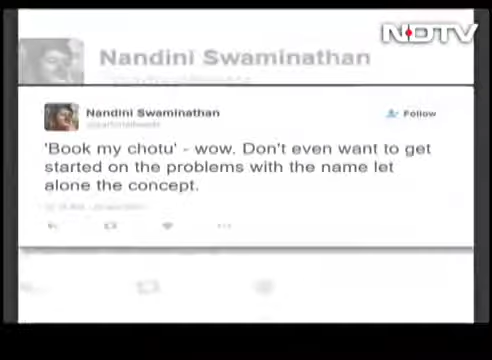 NDTV
Nandini Swaminathan
Nandini Swaminathan
Follow
'Book my chotu' - wow. Don't even want to get
started on the problems with the name let
alone the concept.